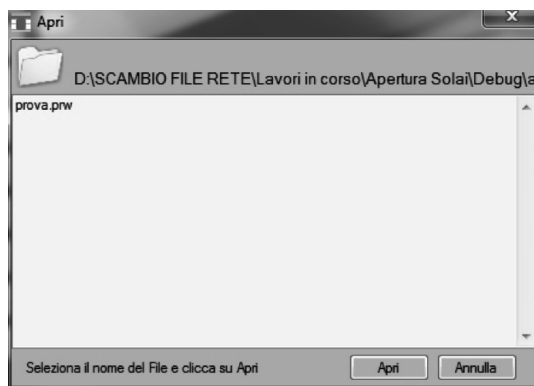 Apri
D:\SCAMBIO FILE RETE\Lavori in corso\Apertura Solai\Debug\a
prova.prw
Seleziona il nome del File e clicca su Apri
Apri
Annulla